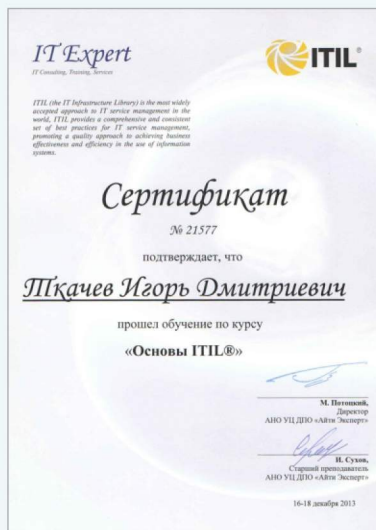 IT Expert
IT Consulting, Training, Services
ITIL®
ITIL (the IT Infrastructure Library) is the most widely
accepted approach to IT service management in the
world, ITIL provides a comprehensive and consistent
set of best practices for IT service management,
promoting a quality approach to achieving business
effectiveness and efficiency in the use of information
systems.
Сертификат
№ 21577
подтверждает, что
Ткачев Игорь Дмитриевич
прошел обучение по курсу
«Основы ITIL®»
М. Потоцкий,
Директор
АНО УЦ ДПО «Айти Эксперт»
И. Сухов,
Старший преподаватель
АНО УЦ ДПО «Айти Эксперт»
16-18 декабря 2013